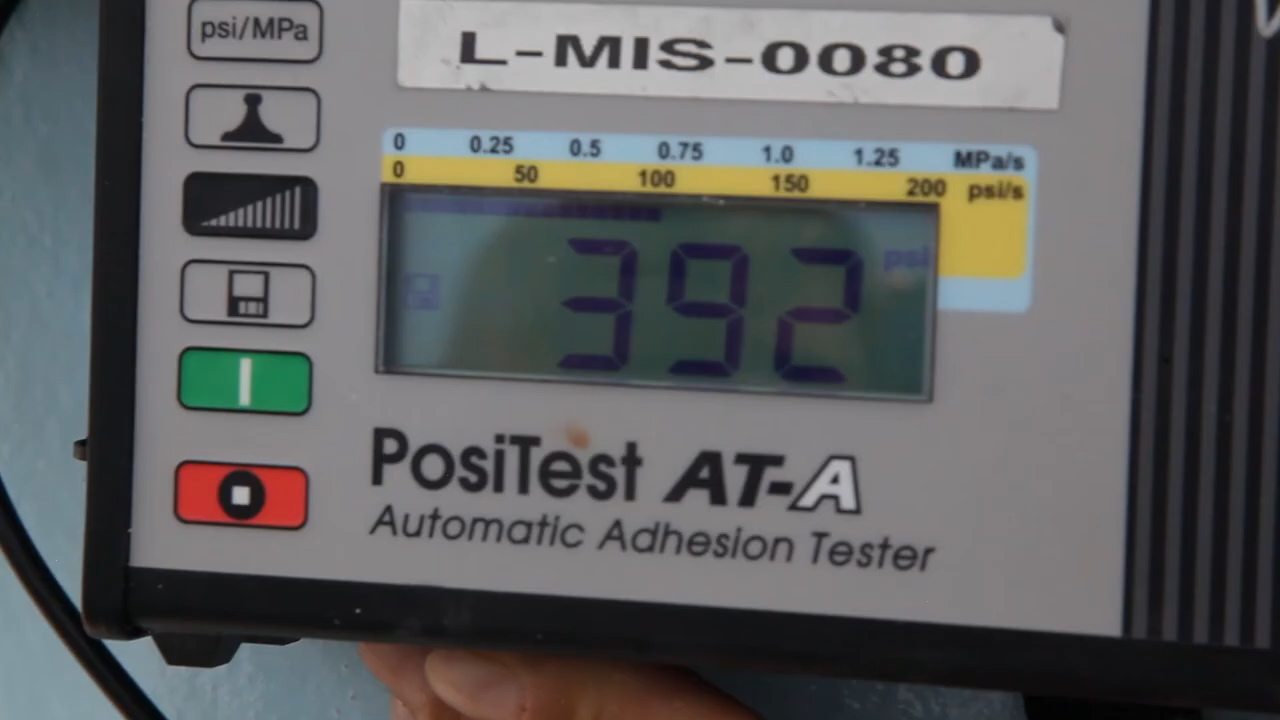 psi/MPa
L-MIS-0080
0 0.25 0.5 0.75 1.0 1.25 MPa/s
0 50 100 150 200 psi/s
392 psi
PosiTest AT-A
Automatic Adhesion Tester